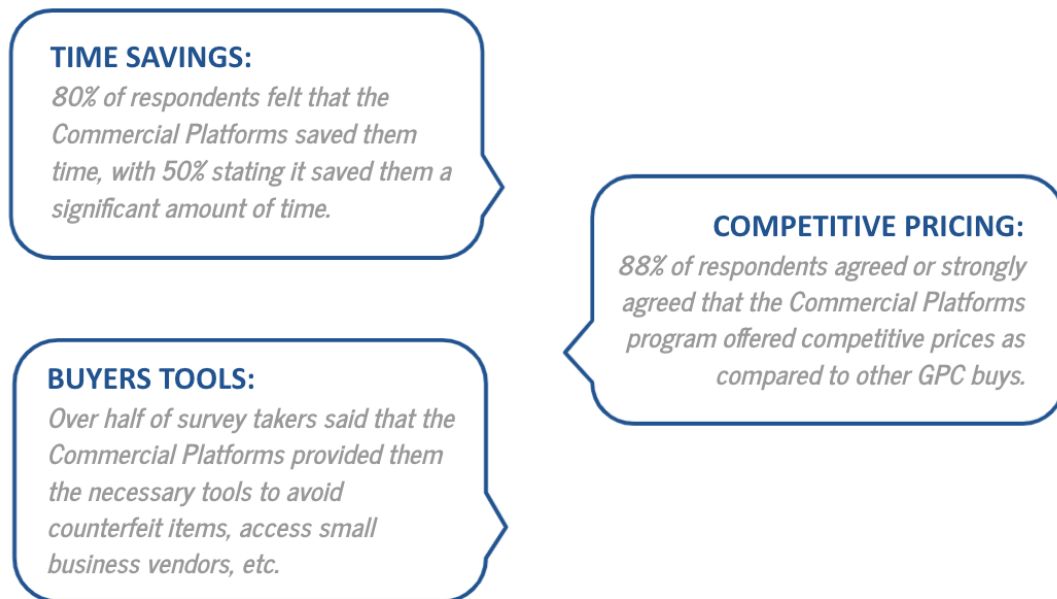 TIME SAVINGS:
80% of respondents felt that the
Commercial Platforms saved them
time, with 50% stating it saved them a
significant amount of time.
COMPETITIVE PRICING:
88% of respondents agreed or strongly
agreed that the Commercial Platforms
program offered competitive prices as
compared to other GPC buys.
BUYERS TOOLS:
Over half of survey takers said that the
Commercial Platforms provided them
the necessary tools to avoid
counterfeit items, access small
business vendors, etc.